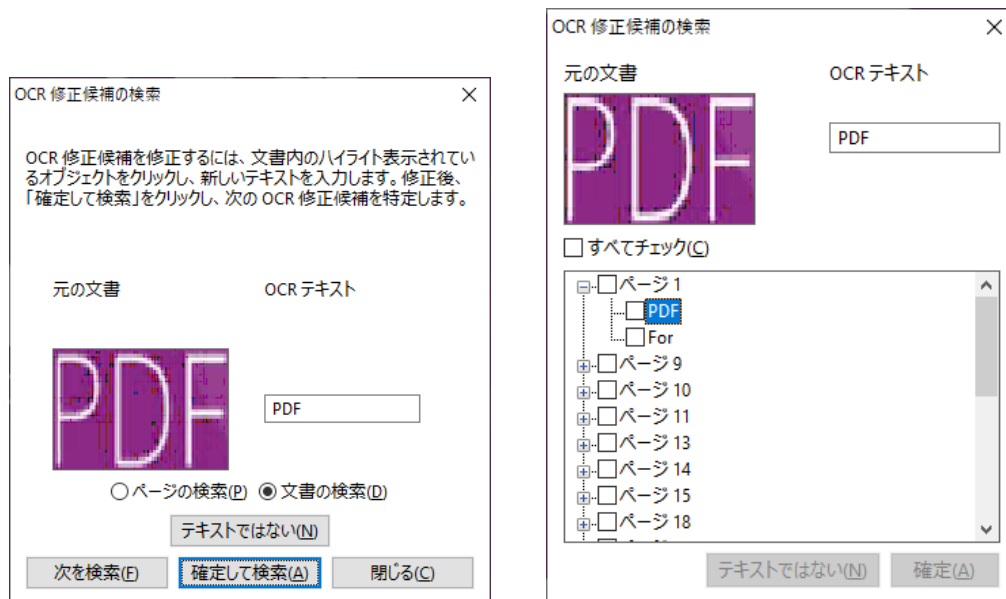 OCR 修正候補の検索
OCR 修正候補を修正するには、文書内のハイライト表示されてい
るオブジェクトをクリックし、新しいテキストを入力します。修正後、
「確定して検索」をクリックし、次の OCR 修正候補を特定します。
元の文書
OCR テキスト
PDF
PDF
ページの検索(P)
文書の検索(D)
テキストではない(N)
次を検索(F)
確定して検索(A)
閉じる(C)
OCR 修正候補の検索
元の文書
OCR テキスト
PDF
PDF
すべてチェック(C)
ページ 1
PDF
For
ページ 9
ページ 10
ページ 11
ページ 13
ページ 14
ページ 15
ページ 18
テキストではない(N)
確定(A)